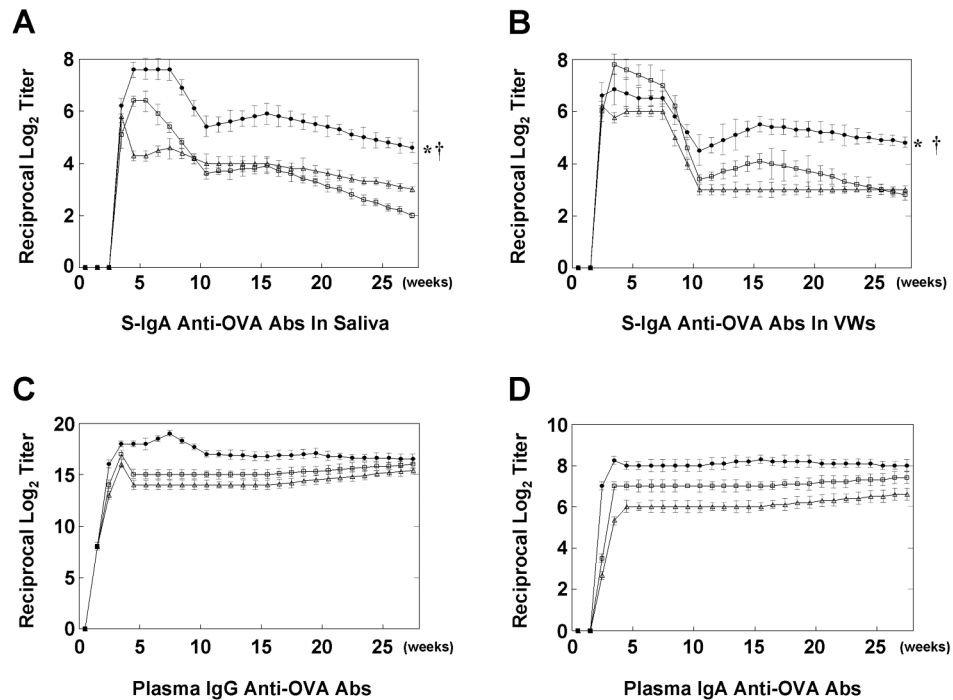 A
Reciprocal Log2 Titer
8
6
4
2
0
0 5 10 15 20 25 (weeks)
*†
S-IgA Anti-OVA Abs In Saliva
B
Reciprocal Log2 Titer
8
6
4
2
0
0 5 10 15 20 25 (weeks)
* †
S-IgA Anti-OVA Abs In VWs
C
Reciprocal Log2 Titer
20
15
10
5
0
0 5 10 15 20 25 (weeks)
Plasma IgG Anti-OVA Abs
D
Reciprocal Log2 Titer
10
8
6
4
2
0
0 5 10 15 20 25 (weeks)
Plasma IgA Anti-OVA Abs